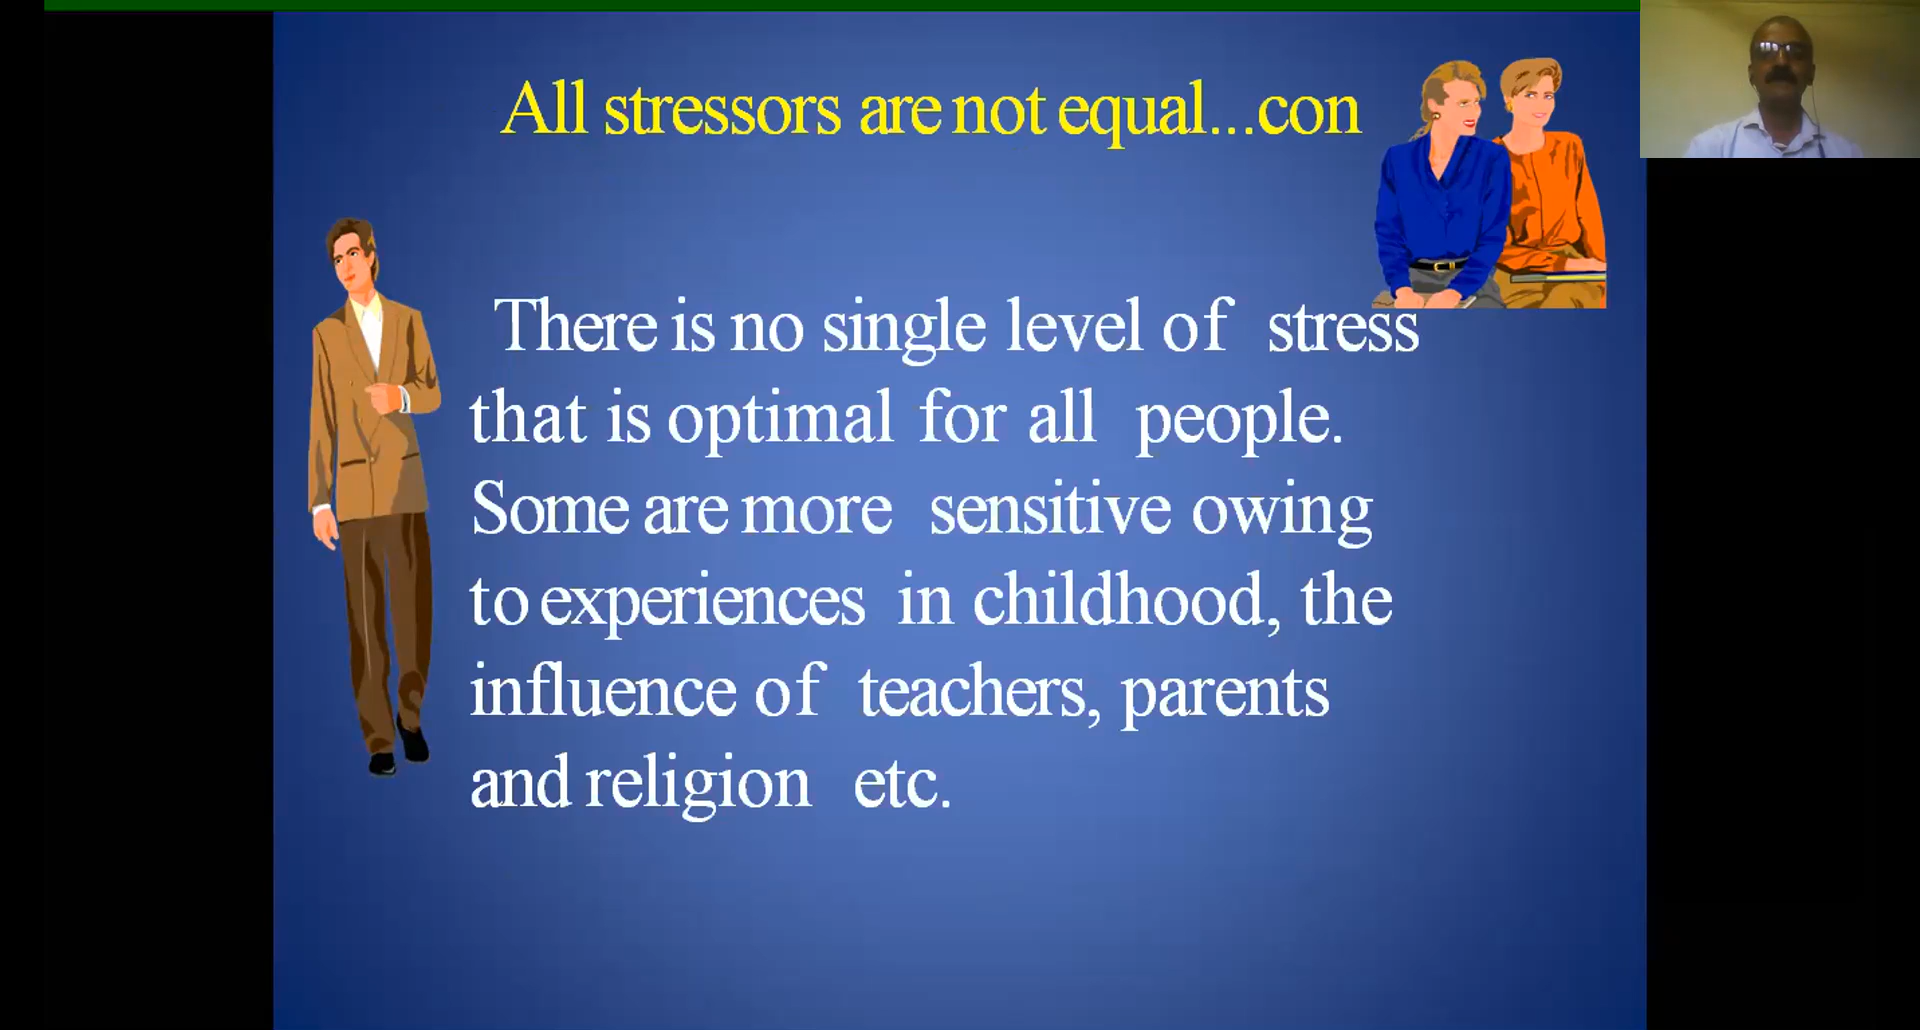 All stressors are not equal...con
There is no single level of stress
that is optimal for all people.
Some are more sensitive owing
to experiences in childhood, the
influence of teachers, parents
and religion etc.